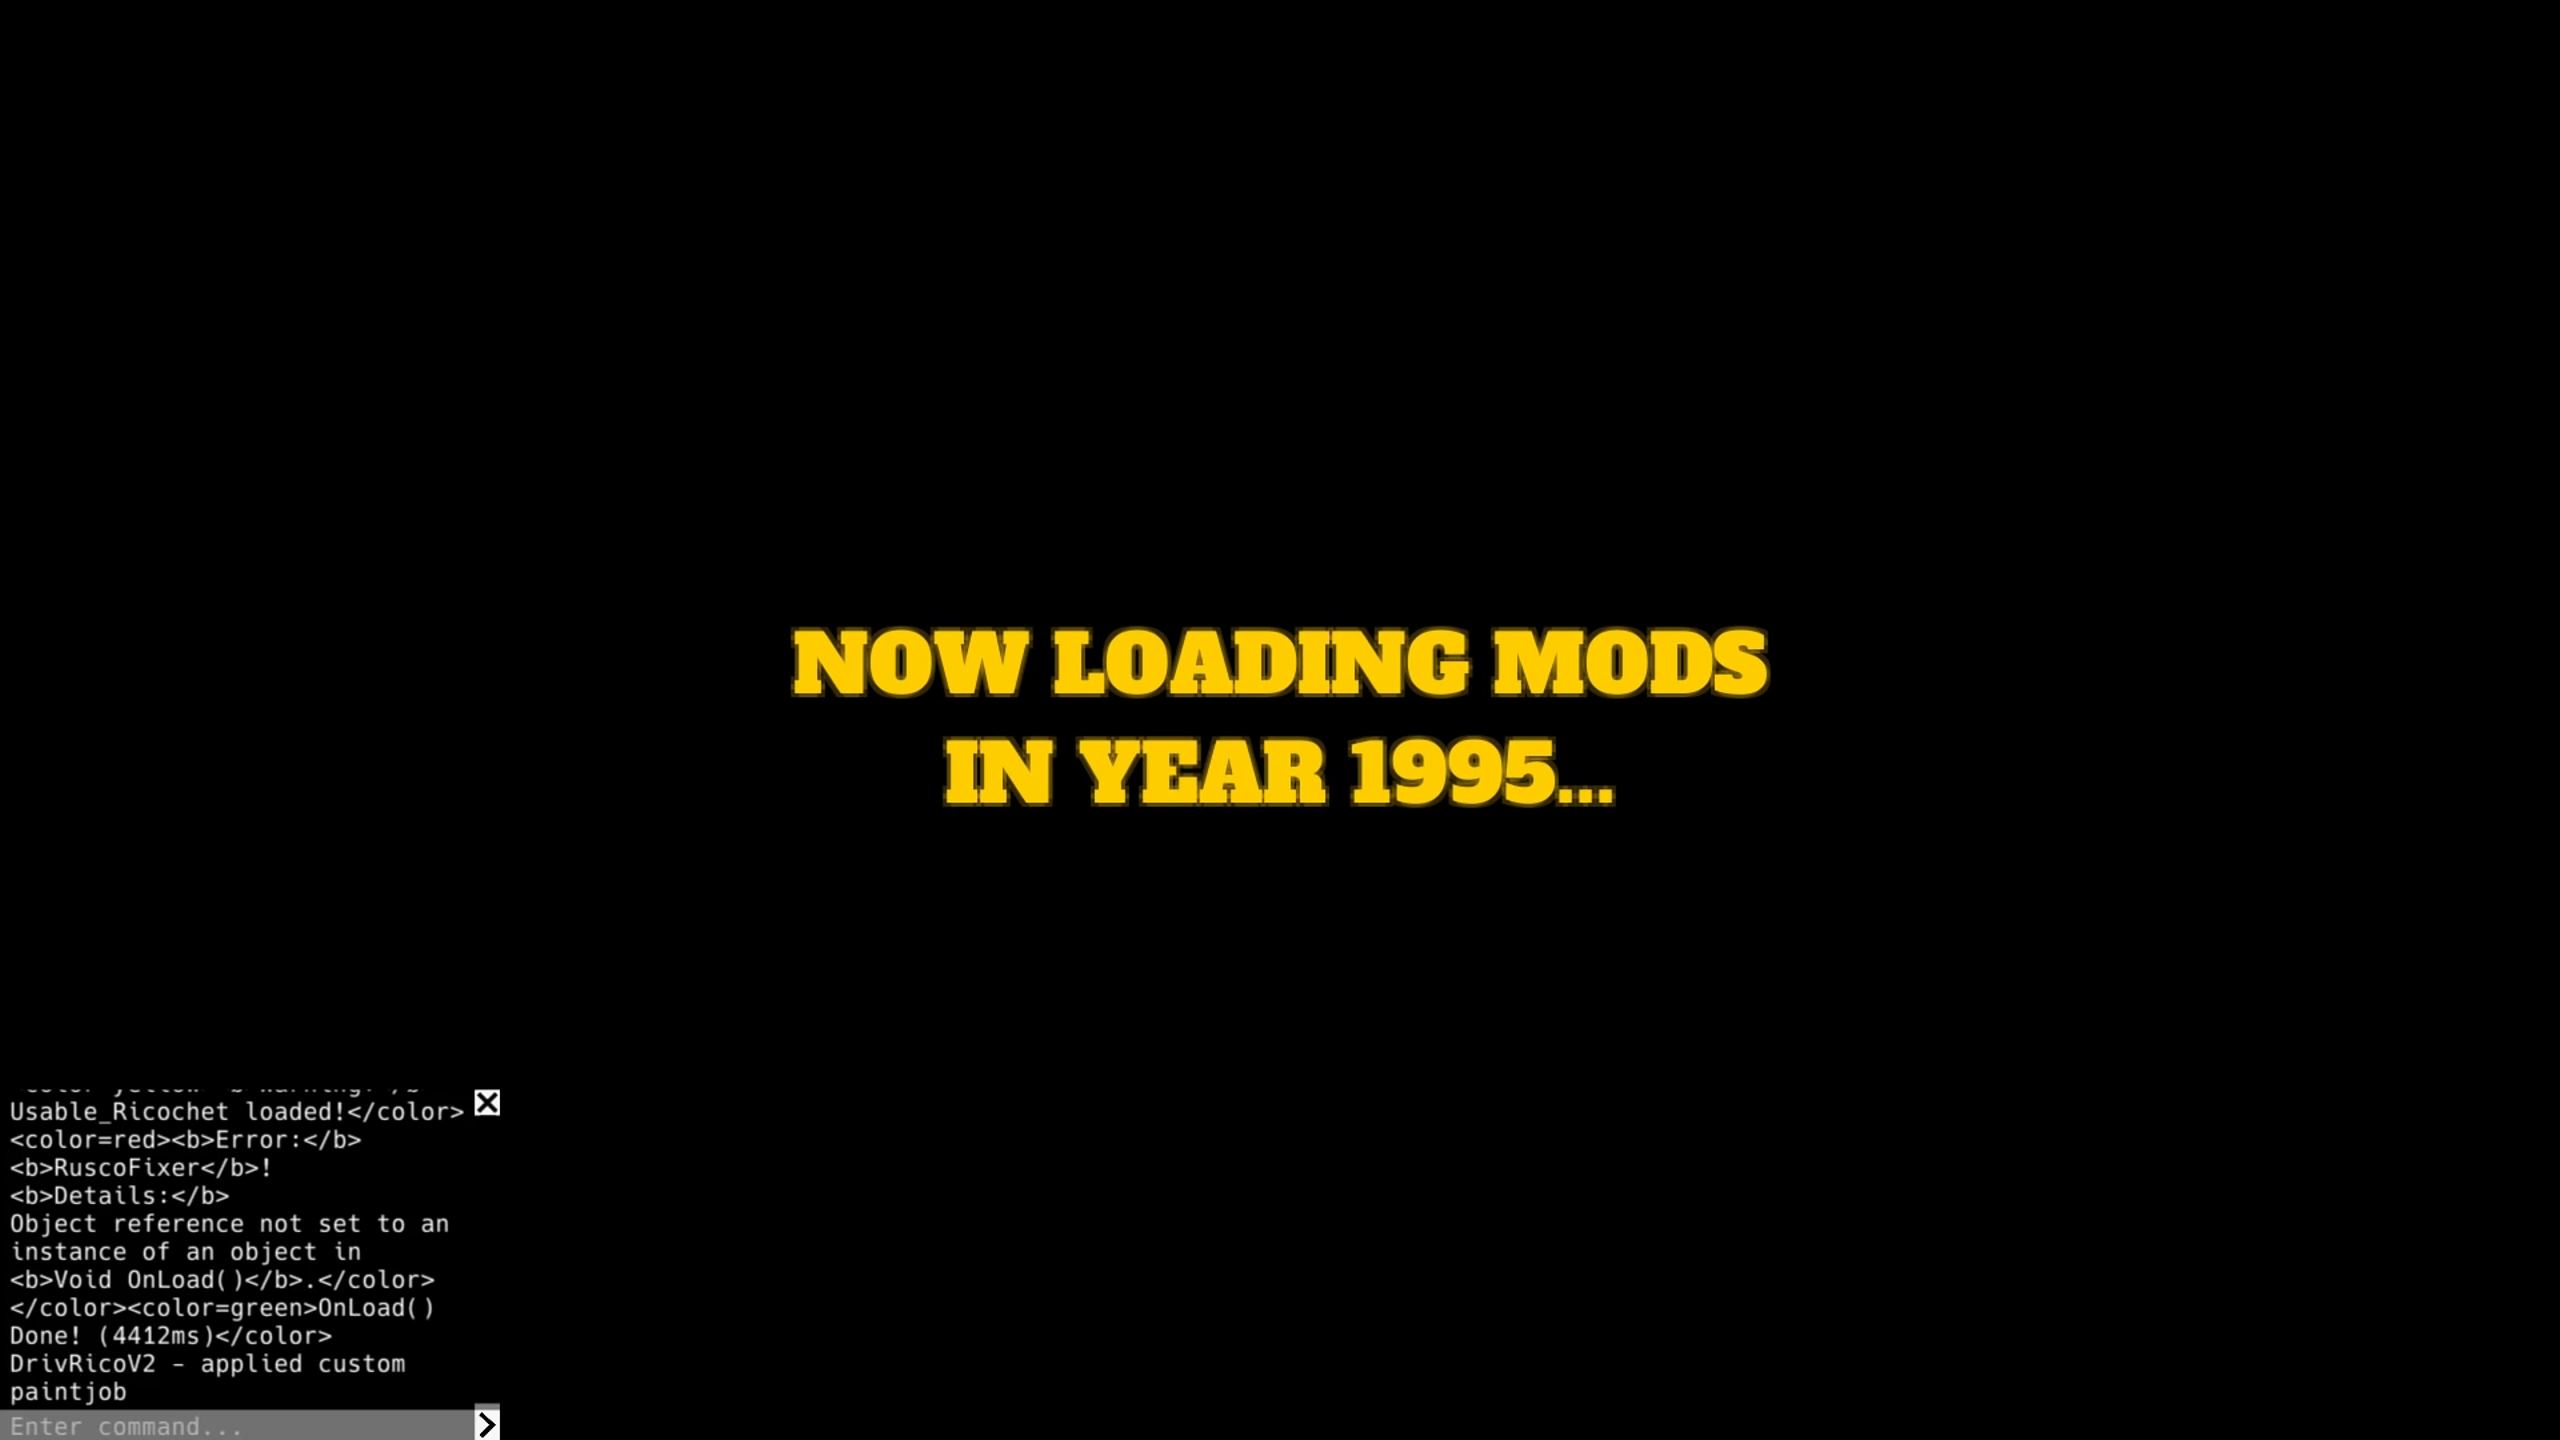 NOW LOADING MODS
IN YEAR 1995...
Usable_Ricochet loaded!</color>
<color=red><b>Error:</b>
<b>RuscoFixer</b>!
<b>Details:</b>
Object reference not set to an
instance of an object in
<b>Void OnLoad()</b>.</color>
</color><color=green>OnLoad()
Done! (4412ms)</color>
DrivRicoV2 - applied custom
paintjob
Enter command...